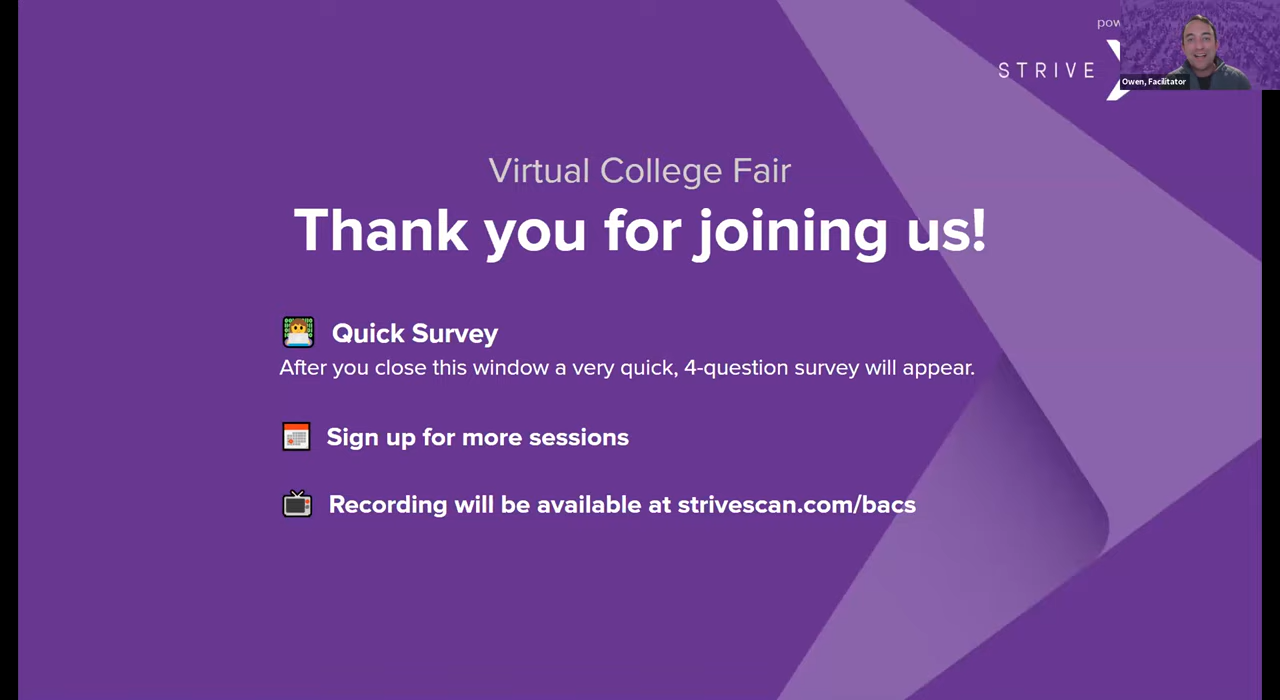 pow
STRIVE
Owen, Facilitator
Virtual College Fair
Thank you for joining us!
Quick Survey
After you close this window a very quick, 4-question survey will appear.
Sign up for more sessions
Recording will be available at strivescan.com/bacs